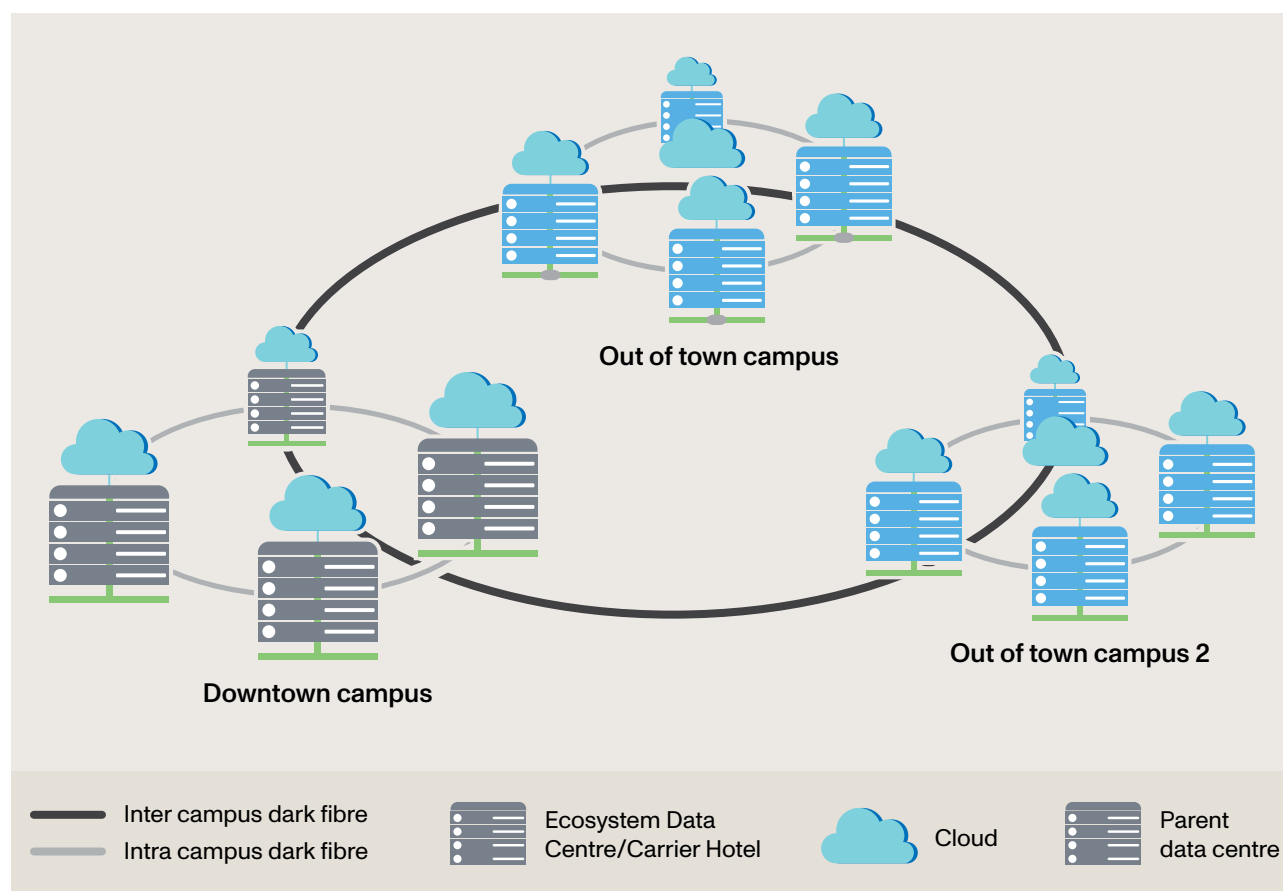 Out of town campus
Out of town campus 2
Downtown campus
Inter campus dark fibre
Intra campus dark fibre
Ecosystem Data
Centre/Carrier Hotel
Cloud
Parent
data centre